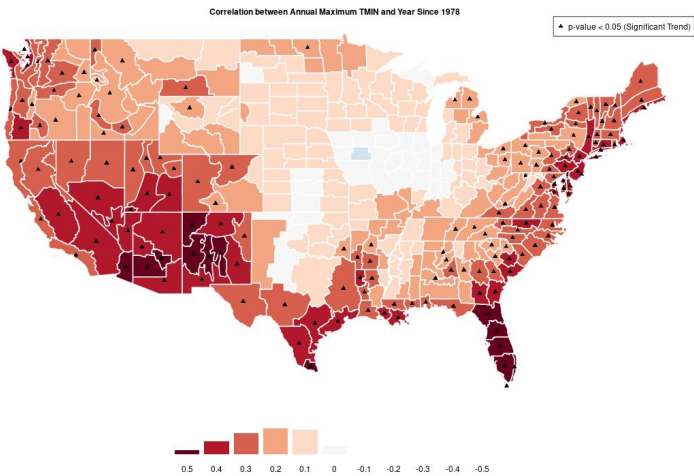 Correlation between Annual Maximum TMIN and Year Since 1978
▲ p-value < 0.05 (Significant Trend)
0.5 0.4 0.3 0.2 0.1 0 -0.1 -0.2 -0.3 -0.4 -0.5